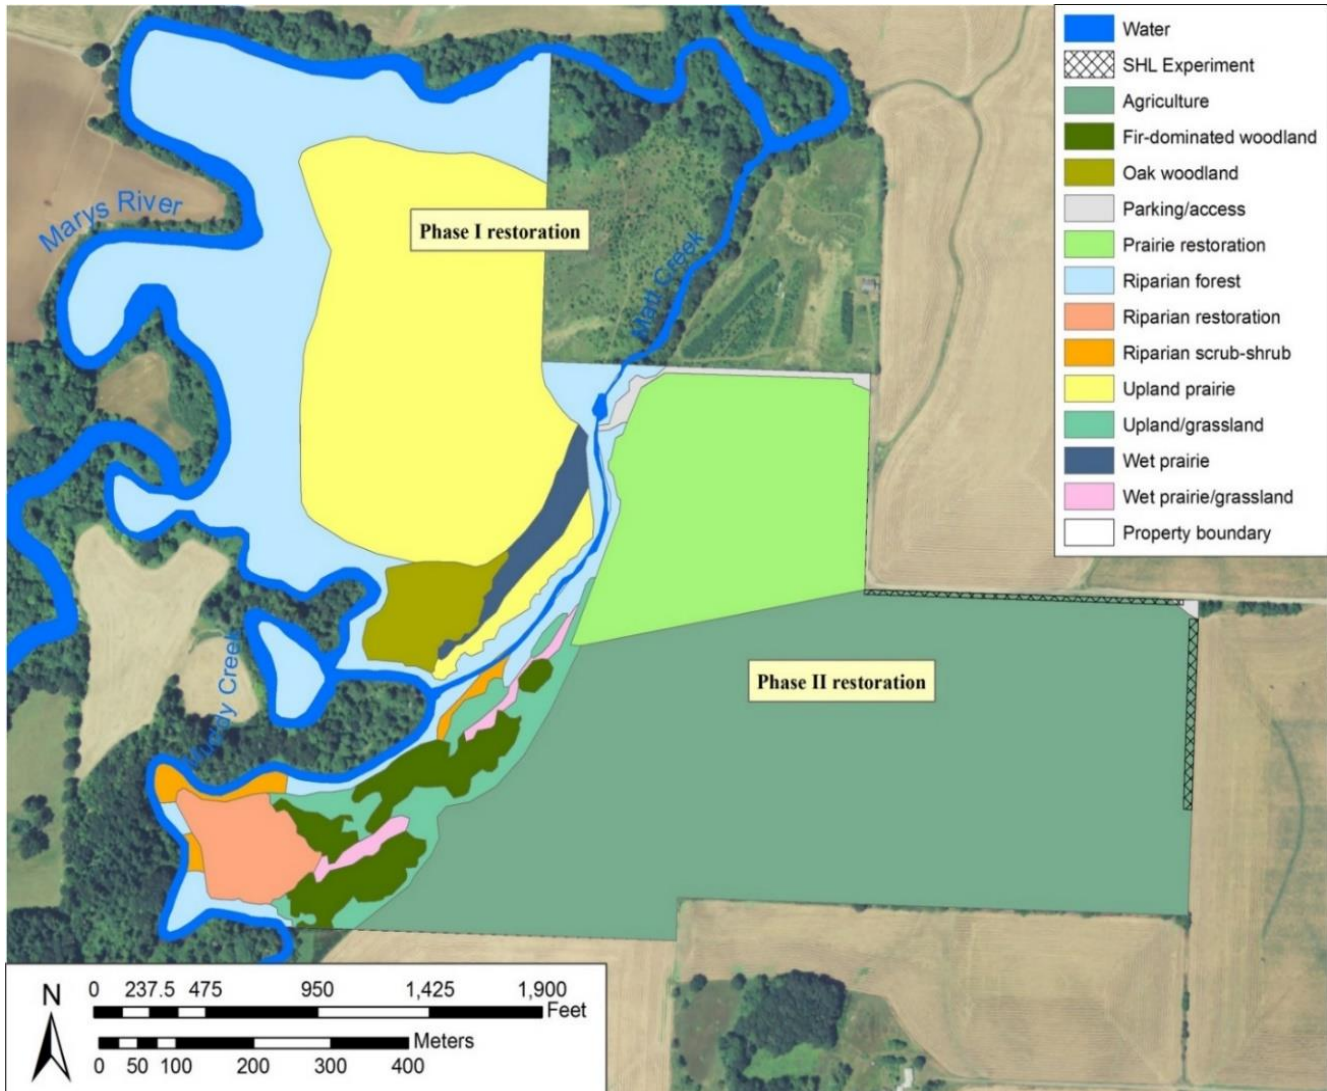 Marys River
Phase I restoration
Matt Creek
Phase II restoration
Creek
Water
SHL Experiment
Agriculture
Fir-dominated woodland
Oak woodland
Parking/access
Prairie restoration
Riparian forest
Riparian restoration
Riparian scrub-shrub
Upland prairie
Upland/grassland
Wet prairie
Wet prairie/grassland
Property boundary
N
0 237.5 475 950 1,425 1,900
Feet
Meters
0 50 100 200 300 400